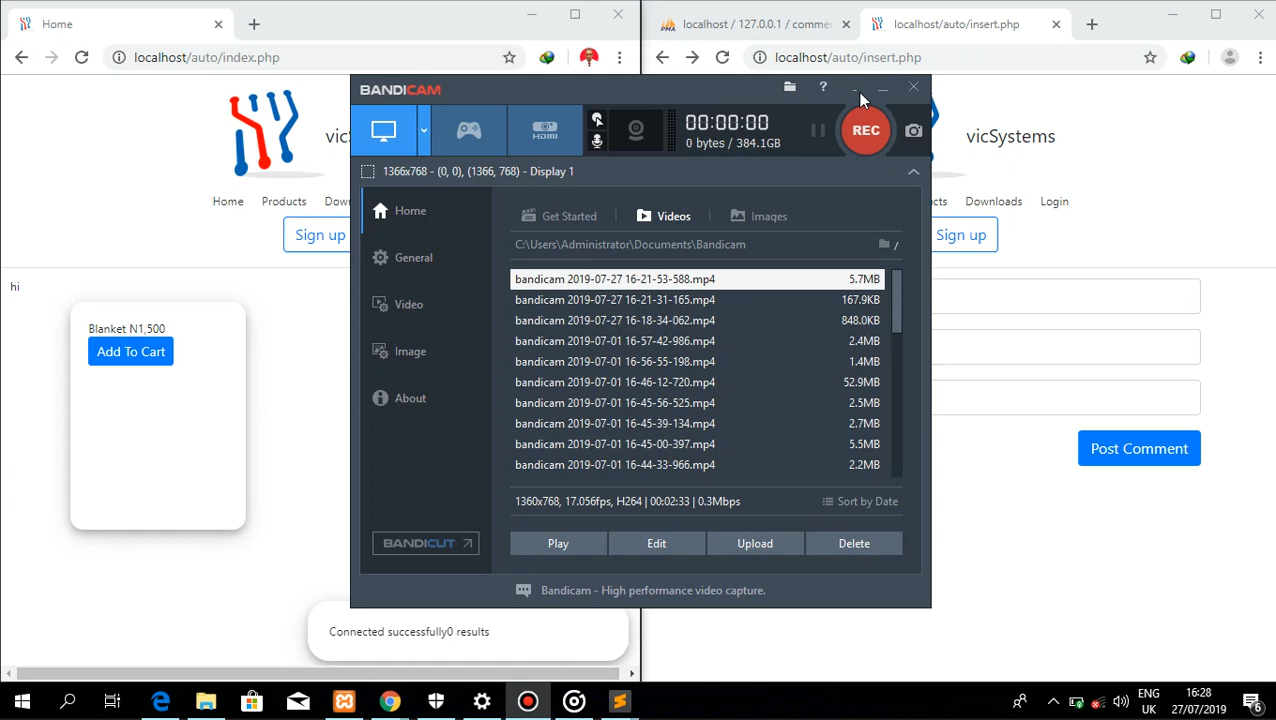 Home
localhost / 127.0.0.1 / comme
localhost/auto/insert.php
localhost/auto/index.php
localhost/auto/insert.php
vicSystems
Home Products Down
Sign up
hi
Blanket N1,500
Add To Cart
Connected successfully0 results
BANDICAM
?
HDMI
00:00:00
0 bytes / 384.1GB
REC
1366x768 - (0, 0), (1366, 768) - Display 1
Home
General
Video
Image
About
BANDICUT
Get Started
Videos
Images
C:\Users\Administrator\Documents\Bandicam
/
bandicam 2019-07-27 16-21-53-588.mp4 5.7MB
bandicam 2019-07-27 16-21-31-165.mp4 167.9KB
bandicam 2019-07-27 16-18-34-062.mp4 848.0KB
bandicam 2019-07-01 16-57-42-986.mp4 2.4MB
bandicam 2019-07-01 16-56-55-198.mp4 1.4MB
bandicam 2019-07-01 16-46-12-720.mp4 52.9MB
bandicam 2019-07-01 16-45-56-525.mp4 2.5MB
bandicam 2019-07-01 16-45-39-134.mp4 2.7MB
bandicam 2019-07-01 16-45-00-397.mp4 5.5MB
bandicam 2019-07-01 16-44-33-966.mp4 2.2MB
1360x768, 17.056fps, H264 | 00:02:33 | 0.3Mbps
Sort by Date
Play Edit Upload Delete
Bandicam - High performance video capture.
vicSystems
cts Downloads Login
Sign up
Post Comment
ENG
UK
16:28
27/07/2019
6